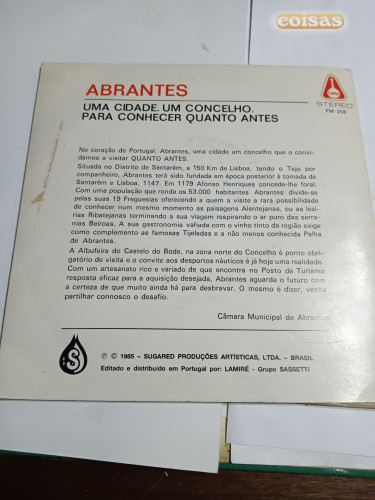 coisas
ABRANTES
UMA CIDADE. UM CONCELHO.
PARA CONHECER QUANTO ANTES
STEREO
FM-259
No coração de Portugal, Abrantes, uma cidade e um concelho que o convi-
damos a visitar QUANTO ANTES.
Situada no Distrito de Santarém, a 150 Km de Lisboa, tendo o Tejo por
companheiro, Abrantes terá sido fundada em época posterior à tomada de
Santarém e Lisboa, 1147. Em 1179 Afonso Henriques concede-lhe foral.
Com uma população que ronda os 53.000 habitantes Abrantes divide-se
pelas suas 19 Freguesias oferecendo a quem a visite a rara possibilidade
de conhecer num mesmo momento as paisagens Alentejanas, ou as lezí-
rias Ribatejanas terminando a sua viagem respirando o ar puro das serra-
nias Beiroas. A sua gastronomia variada com o vinho tinto da região exige
como complemento as famosas Tijeladas e a não menos conhecida Palha
de Abrantes.
A Albufeira do Castelo do Bode, na zona norte do Concelho é ponto obri-
gatório de visita e o convite aos desportos náuticos é já hoje uma realidade.
Com um artesanato rico e variado de que encontra no Posto de Turismo
resposta eficaz para a aquisição desejada, Abrantes aguarda o futuro com
a certeza de que muito ainda há para desbravar. O mesmo é dizer, venha
partilhar connosco o desafio.
Câmara Municipal de Abrantes
S
℗ © 1985 – SUGARED PRODUÇÕES ARTÍSTICAS, LTDA. – BRASIL
Editado e distribuido em Portugal por: LAMIRÉ - Grupo SASSETTI